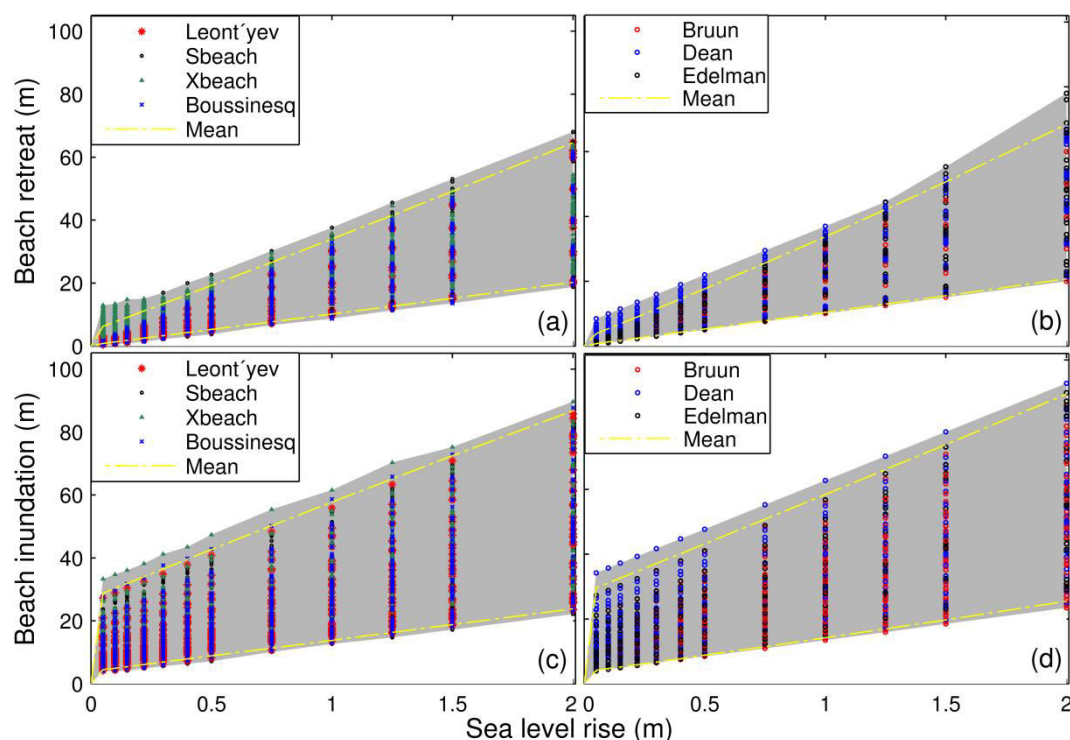 Beach retreat (m)
100
80
60
40
20
0
Leont´yev
Sbeach
Xbeach
Boussinesq
Mean
(a)
Bruun
Dean
Edelman
Mean
(b)
Beach inundation (m)
100
80
60
40
20
0
Leont´yev
Sbeach
Xbeach
Boussinesq
Mean
(c)
0 0.5 1 1.5 2
Bruun
Dean
Edelman
Mean
(d)
0 0.5 1 1.5 2
Sea level rise (m)